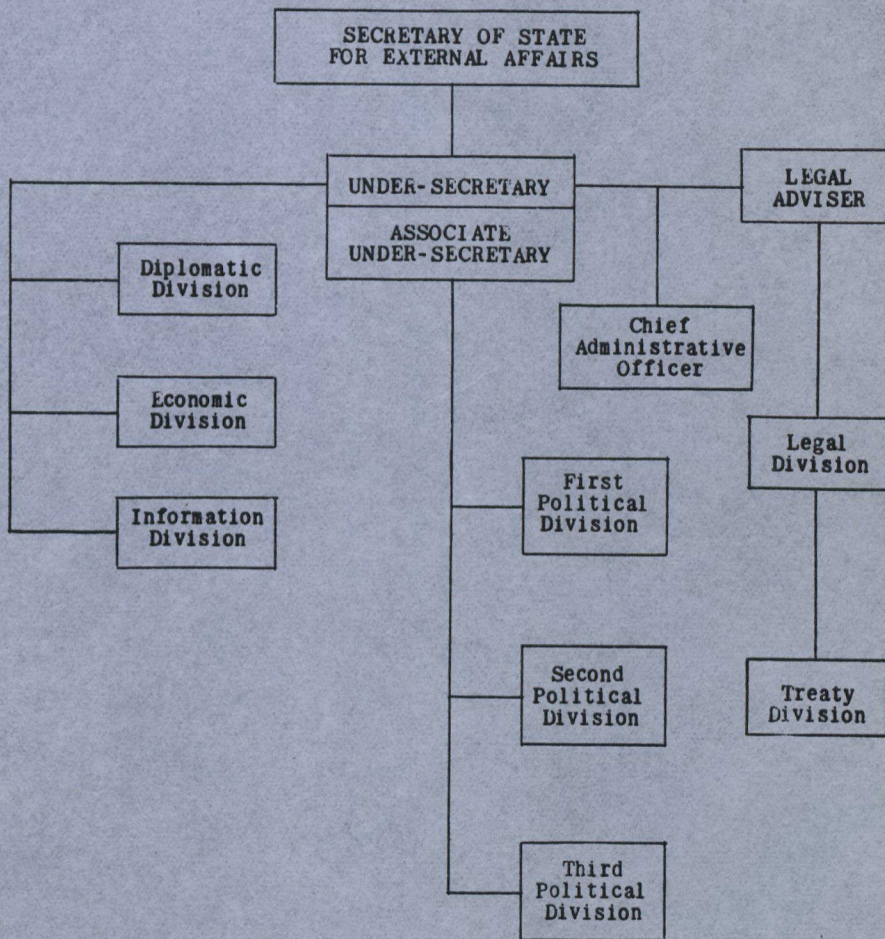 SECRETARY OF STATE
FOR EXTERNAL AFFAIRS
UNDER-SECRETARY
ASSOCIATE
UNDER-SECRETARY
LEGAL
ADVISER
Diplomatic
Division
Chief
Administrative
Officer
Economic
Division
Legal
Division
First
Political
Division
Information
Division
Second
Political
Division
Treaty
Division
Third
Political
Division